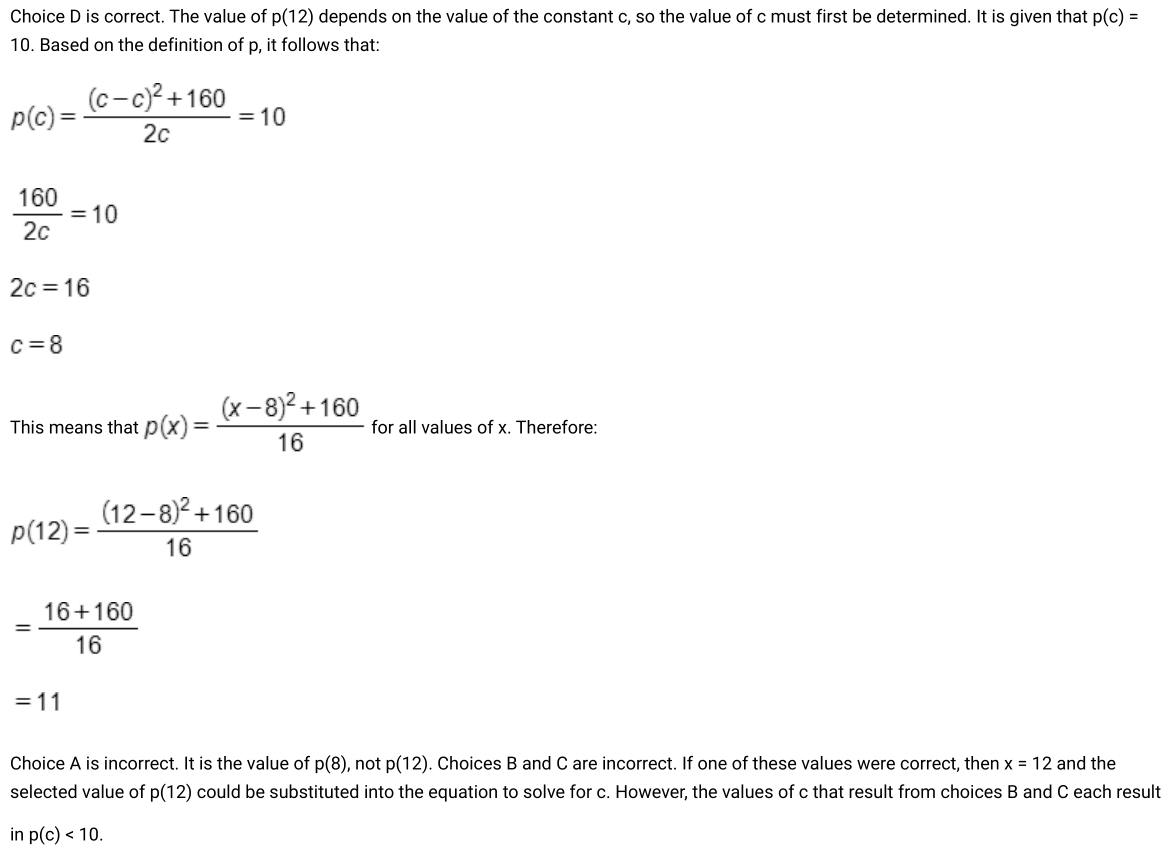 Choice D is correct. The value of p(12) depends on the value of the constant c, so the value of c must first be determined. It is given that p(c) =
10. Based on the definition of p, it follows that:
p(c) = \frac{(c-c)^2+160}{2c} = 10
\frac{160}{2c} = 10
2c = 16
c = 8
This means that p(x) = \frac{(x-8)^2+160}{16} for all values of x. Therefore:
p(12) = \frac{(12-8)^2+160}{16}
= \frac{16+160}{16}
= 11
Choice A is incorrect. It is the value of p(8), not p(12). Choices B and C are incorrect. If one of these values were correct, then x = 12 and the
selected value of p(12) could be substituted into the equation to solve for c. However, the values of c that result from choices B and C each result
in p(c) < 10.